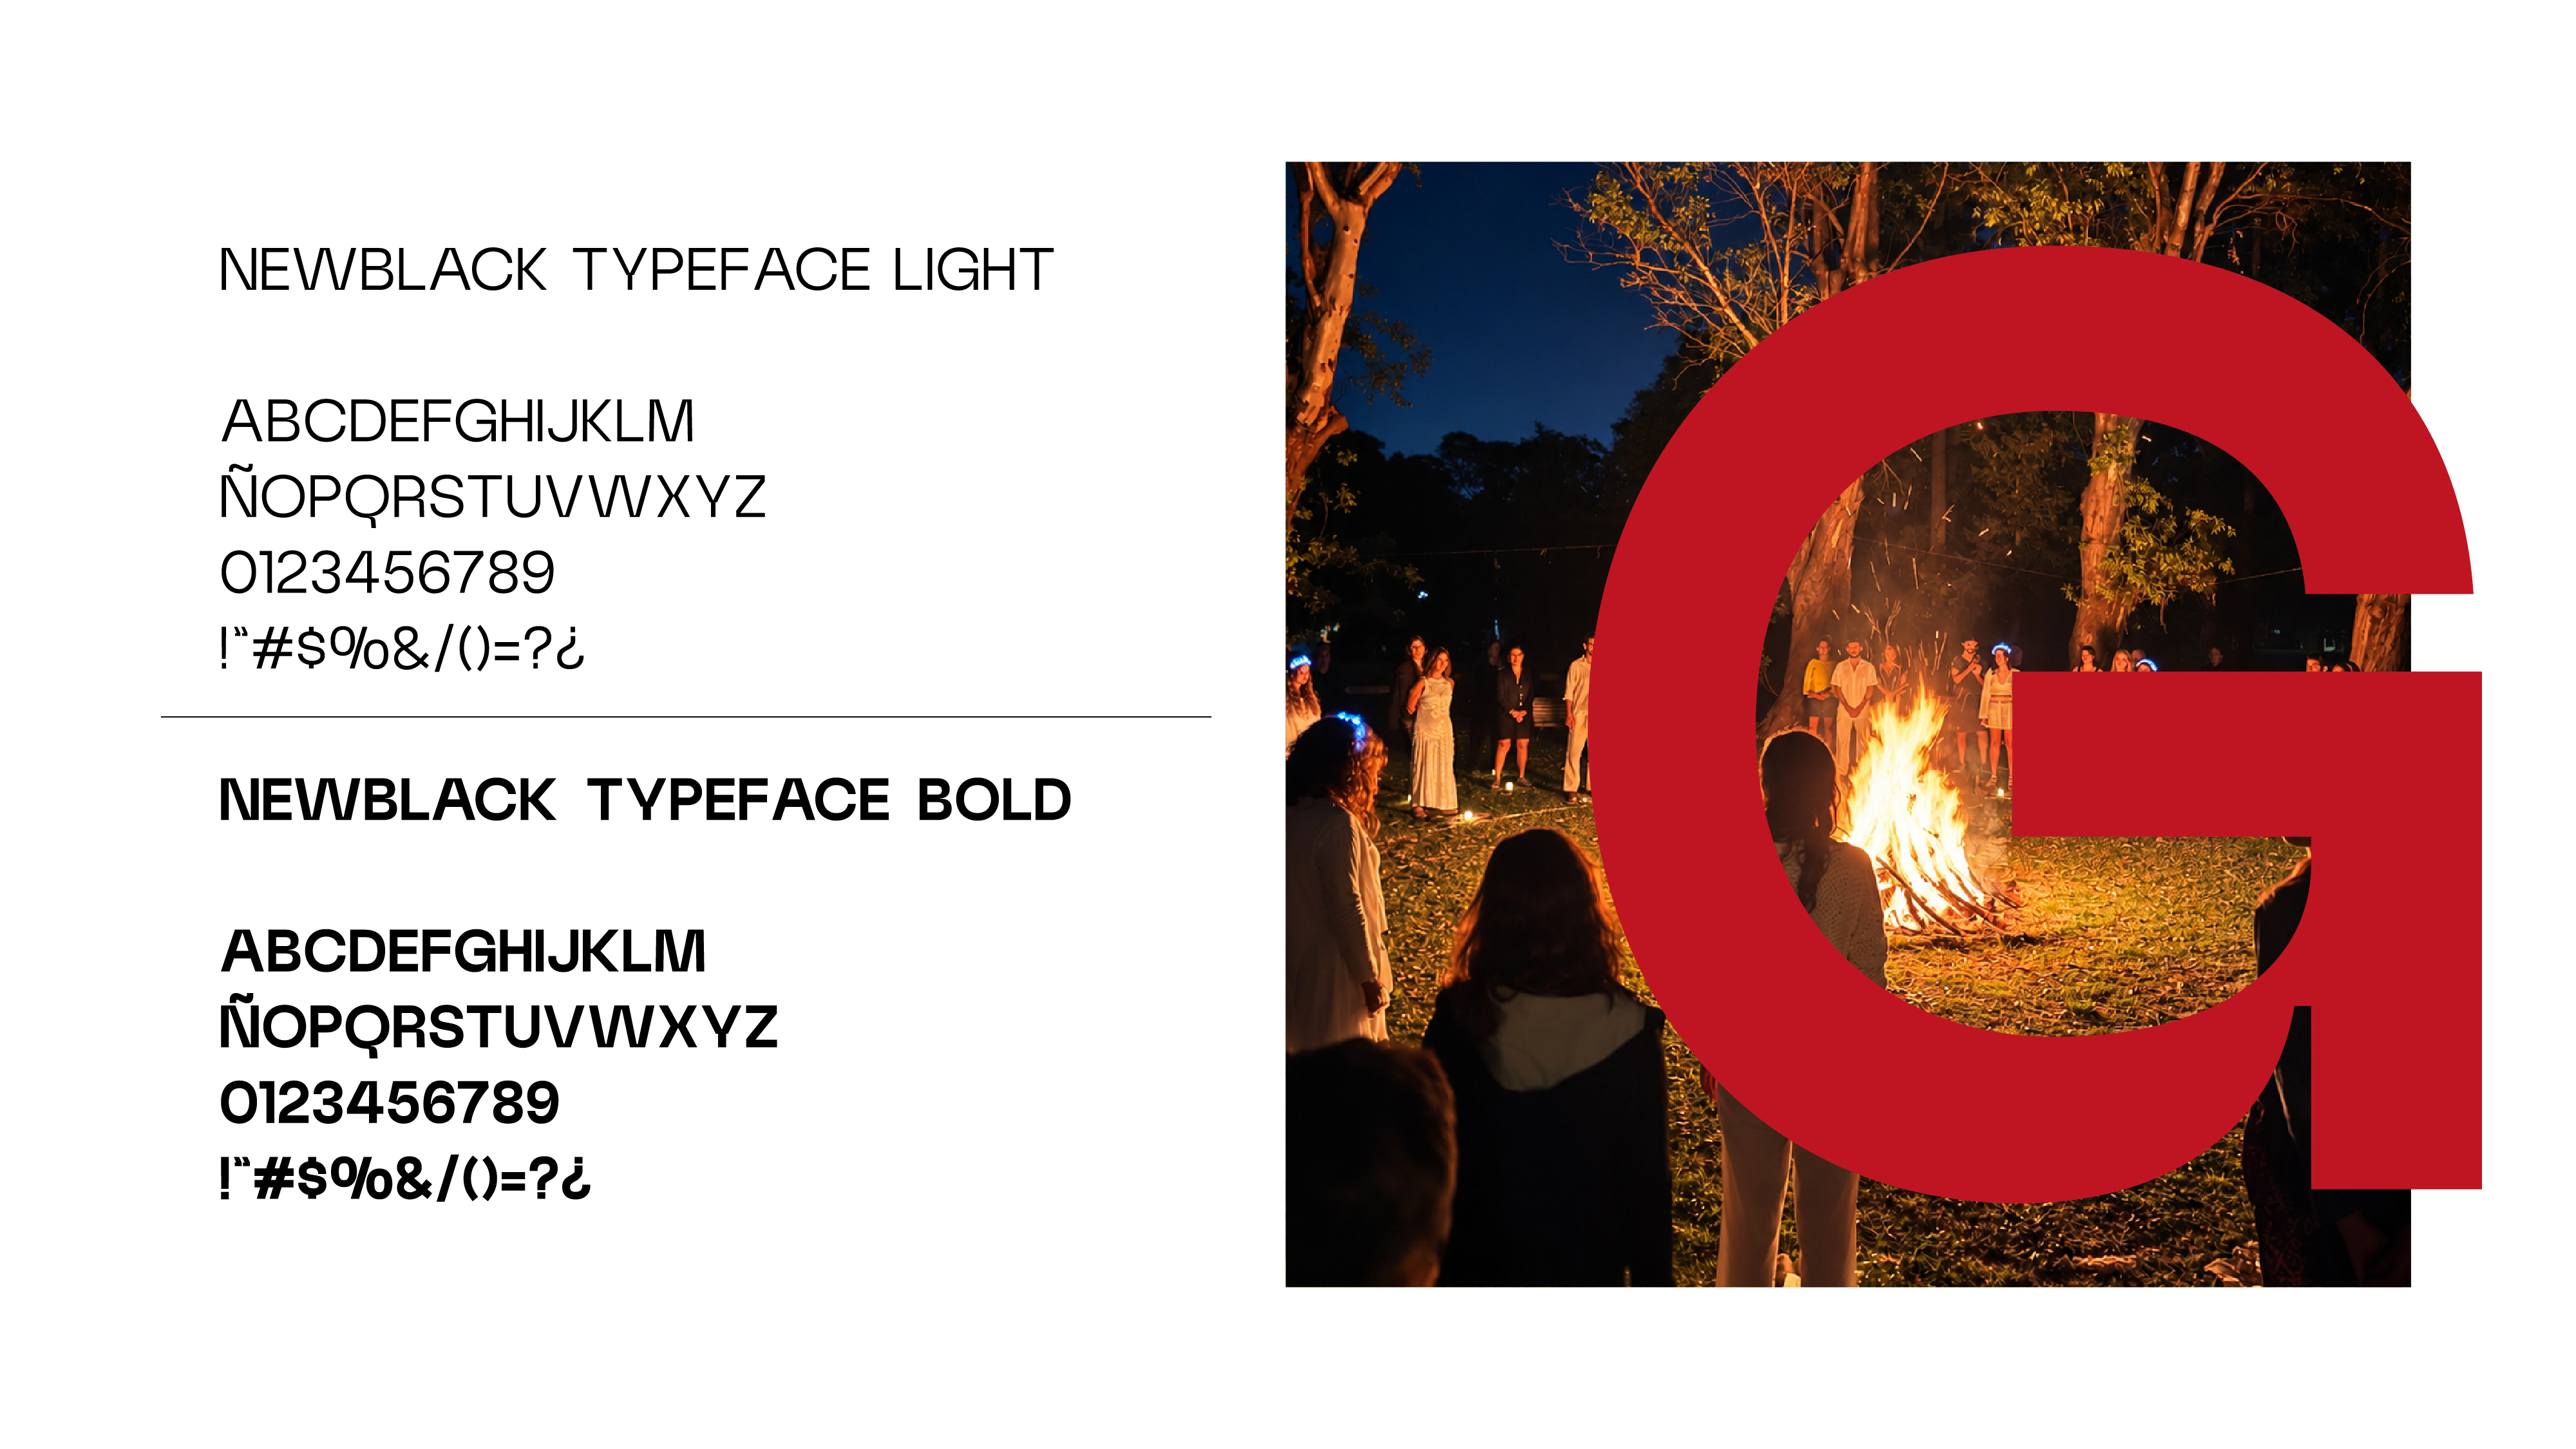 NEWBLACK TYPEFACE LIGHT
ABCDEFGHIJKLM
ÑOPQRSTUVWXYZ
0123456789
!"#$%&/()=?¿
NEWBLACK TYPEFACE BOLD
ABCDEFGHIJKLM
ÑOPQRSTUVWXYZ
0123456789
!"#$%&/()=?¿
G